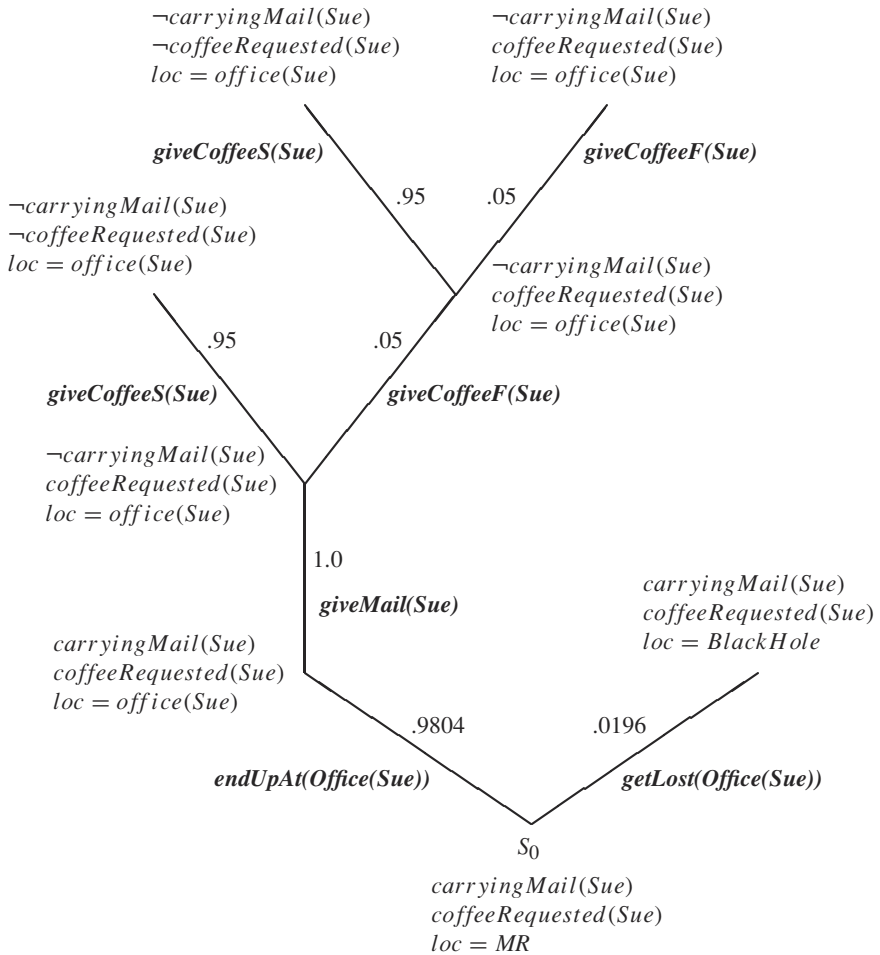 ¬carryingMail(Sue)
¬coffeeRequested(Sue)
loc = office(Sue)
¬carryingMail(Sue)
coffeeRequested(Sue)
loc = office(Sue)
giveCoffeeS(Sue)
giveCoffeeF(Sue)
.95
.05
¬carryingMail(Sue)
¬coffeeRequested(Sue)
loc = office(Sue)
¬carryingMail(Sue)
coffeeRequested(Sue)
loc = office(Sue)
.95
.05
giveCoffeeS(Sue)
giveCoffeeF(Sue)
¬carryingMail(Sue)
coffeeRequested(Sue)
loc = office(Sue)
1.0
giveMail(Sue)
carryingMail(Sue)
coffeeRequested(Sue)
loc = BlackHole
carryingMail(Sue)
coffeeRequested(Sue)
loc = office(Sue)
.9804
.0196
endUpAt(Office(Sue))
getLost(Office(Sue))
S0
carryingMail(Sue)
coffeeRequested(Sue)
loc = MR